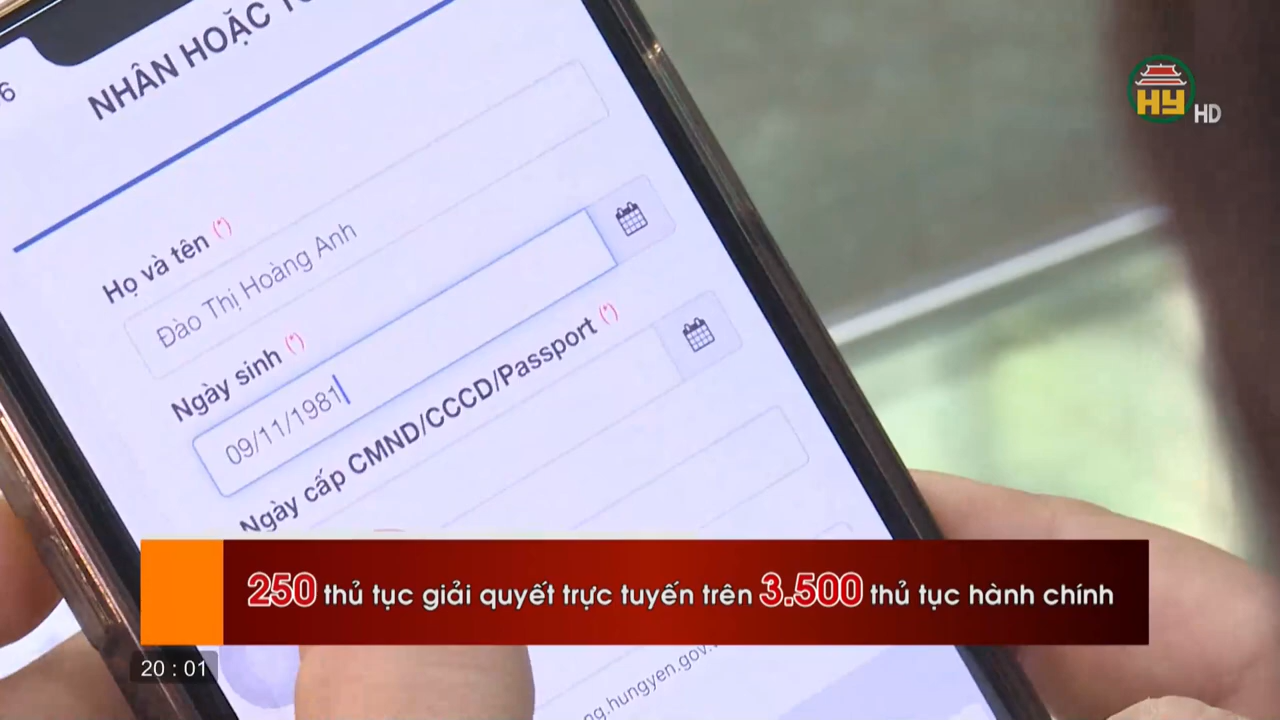 6
NHÂN HOẶC
HY HD
Họ và tên (*)
Đào Thị Hoàng Anh
Ngày sinh (*)
09/11/1981
Ngày cấp CMND/CCCD/Passport (*)
250 thủ tục giải quyết trực tuyến trên 3.500 thủ tục hành chính
20 : 01
ng.hungyen.gov.